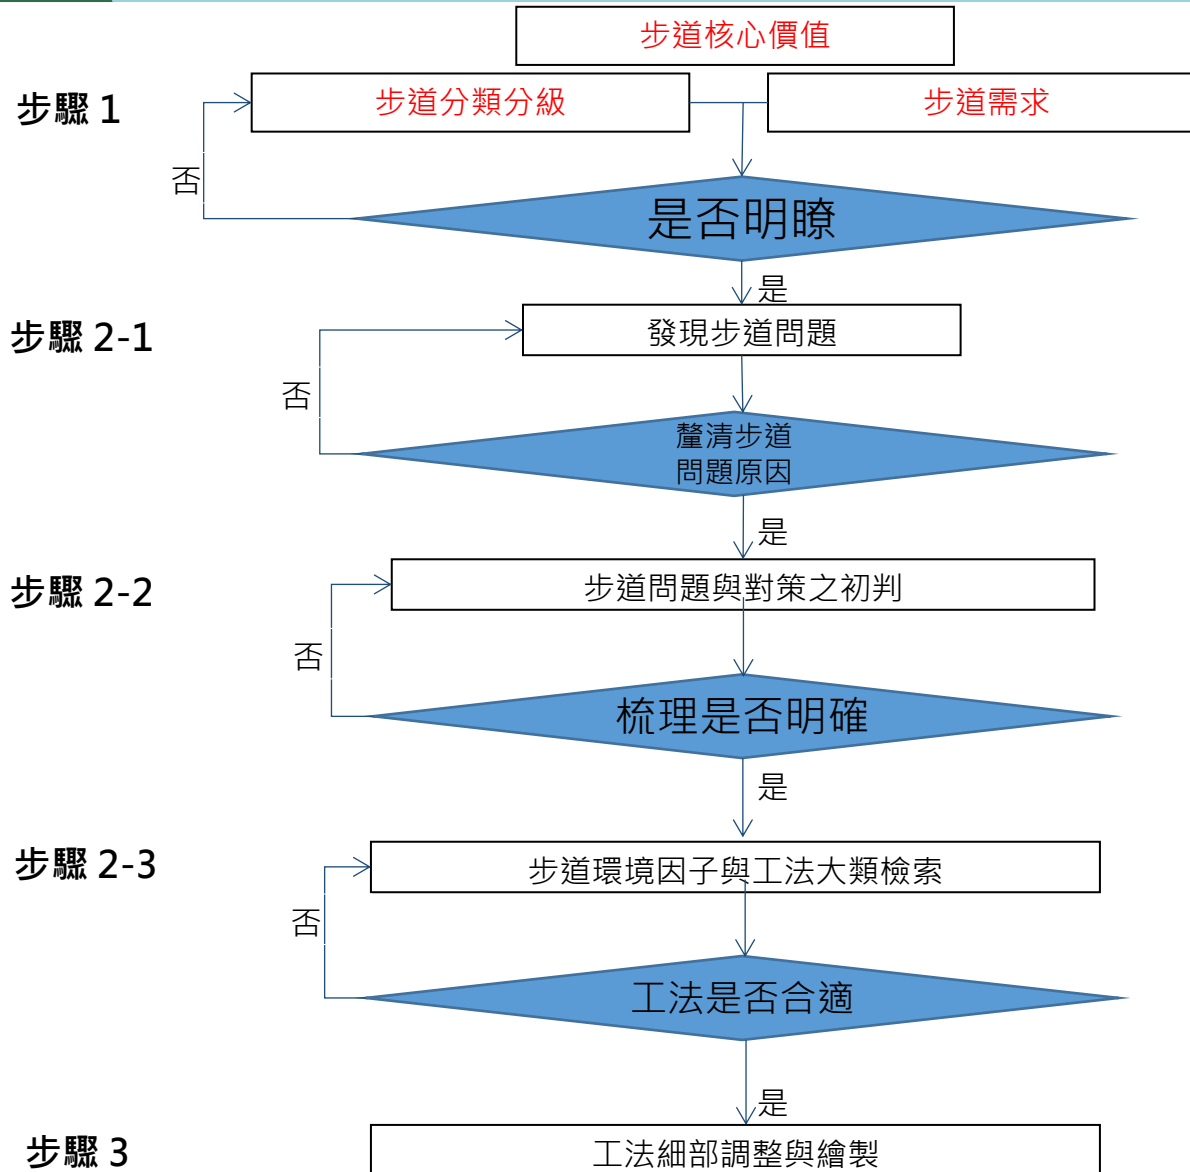 步道核心價值
步驟 1
步道分類分級
步道需求
否
是否明瞭
是
步驟 2-1
發現步道問題
否
釐清步道
問題原因
是
步驟 2-2
步道問題與對策之初判
否
梳理是否明確
是
步驟 2-3
步道環境因子與工法大類檢索
否
工法是否合適
是
步驟 3
工法細部調整與繪製